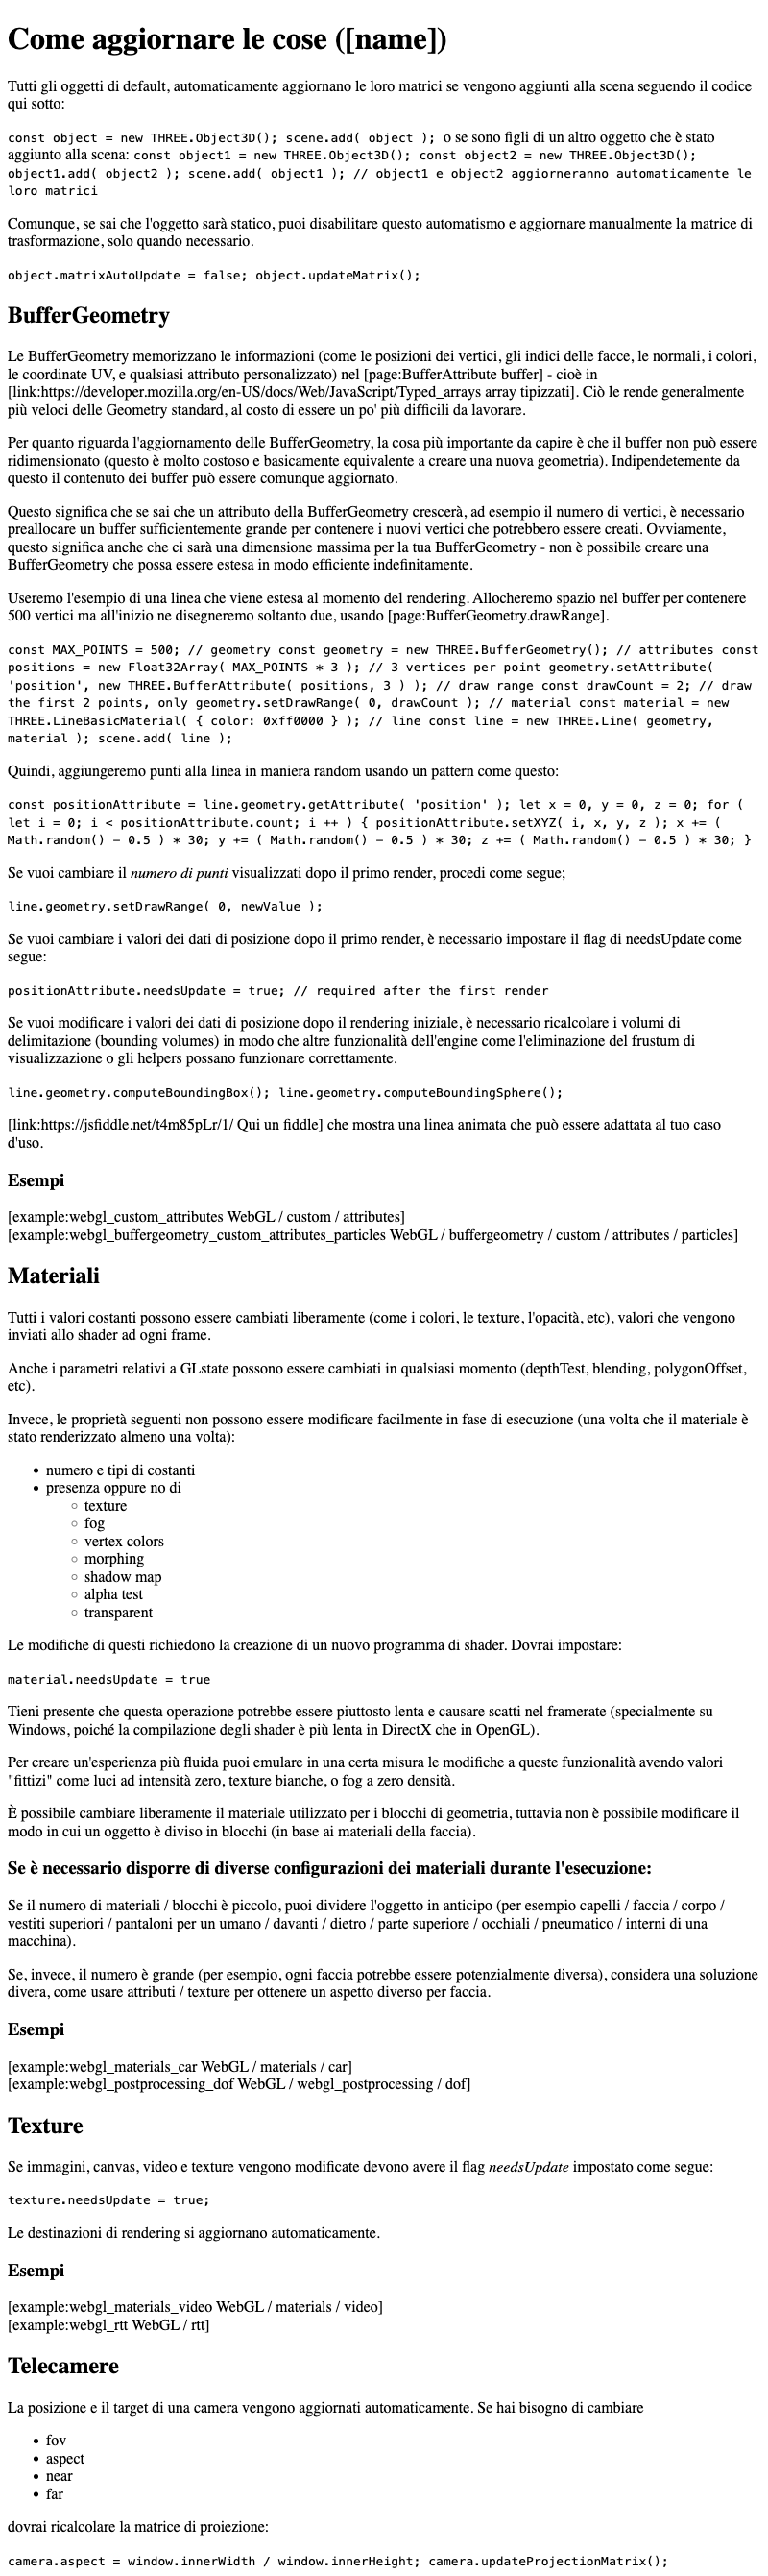 Come aggiornare le cose ([name])
Tutti gli oggetti di default, automaticamente aggiornano le loro matrici se vengono aggiunti alla scena seguendo il codice
qui sotto:
const object = new THREE.Object3D(); scene.add( object ); o se sono figli di un altro oggetto che è stato
aggiunto alla scena: const object1 = new THREE.Object3D(); const object2 = new THREE.Object3D();
object1.add( object2 ); scene.add( object1 ); // object1 e object2 aggiorneranno automaticamente le
loro matrici
Comunque, se sai che l'oggetto sarà statico, puoi disabilitare questo automatismo e aggiornare manualmente la matrice di
trasformazione, solo quando necessario.
object.matrixAutoUpdate = false; object.updateMatrix();
BufferGeometry
Le BufferGeometry memorizzano le informazioni (come le posizioni dei vertici, gli indici delle facce, le normali, i colori,
le coordinate UV, e qualsiasi attributo personalizzato) nel [page:BufferAttribute buffer] - cioè in
[link:https://developer.mozilla.org/en-US/docs/Web/JavaScript/Typed_arrays array tipizzati]. Ciò le rende generalmente
più veloci delle Geometry standard, al costo di essere un po' più difficili da lavorare.
Per quanto riguarda l'aggiornamento delle BufferGeometry, la cosa più importante da capire è che il buffer non può essere
ridimensionato (questo è molto costoso e basicamente equivalente a creare una nuova geometria). Indipendetemente da
questo il contenuto dei buffer può essere comunque aggiornato.
Questo significa che se sai che un attributo della BufferGeometry crescerà, ad esempio il numero di vertici, è necessario
preallocare un buffer sufficientemente grande per contenere i nuovi vertici che potrebbero essere creati. Ovviamente,
questo significa anche che ci sarà una dimensione massima per la tua BufferGeometry - non è possibile creare una
BufferGeometry che possa essere estesa in modo efficiente indefinitamente.
Useremo l'esempio di una linea che viene estesa al momento del rendering. Allocheremo spazio nel buffer per contenere
500 vertici ma all'inizio ne disegneremo soltanto due, usando [page:BufferGeometry.drawRange].
const MAX_POINTS = 500; // geometry const geometry = new THREE.BufferGeometry(); // attributes const
positions = new Float32Array( MAX_POINTS * 3 ); // 3 vertices per point geometry.setAttribute(
'position', new THREE.BufferAttribute( positions, 3 ) ); // draw range const drawCount = 2; // draw
the first 2 points, only geometry.setDrawRange( 0, drawCount ); // material const material = new
THREE.LineBasicMaterial( { color: 0xff0000 } ); // line const line = new THREE.Line( geometry,
material ); scene.add( line );
Quindi, aggiungeremo punti alla linea in maniera random usando un pattern come questo:
const positionAttribute = line.geometry.getAttribute( 'position' ); let x = 0, y = 0, z = 0; for (
let i = 0; i < positionAttribute.count; i ++ ) { positionAttribute.setXYZ( i, x, y, z ); x += (
Math.random() - 0.5 ) * 30; y += ( Math.random() - 0.5 ) * 30; z += ( Math.random() - 0.5 ) * 30; }
Se vuoi cambiare il numero di punti visualizzati dopo il primo render, procedi come segue;
line.geometry.setDrawRange( 0, newValue );
Se vuoi cambiare i valori dei dati di posizione dopo il primo render, è necessario impostare il flag di needsUpdate come
segue:
positionAttribute.needsUpdate = true; // required after the first render
Se vuoi modificare i valori dei dati di posizione dopo il rendering iniziale, è necessario ricalcolare i volumi di
delimitazione (bounding volumes) in modo che altre funzionalità dell'engine come l'eliminazione del frustum di
visualizzazione o gli helpers possano funzionare correttamente.
line.geometry.computeBoundingBox(); line.geometry.computeBoundingSphere();
[link:https://jsfiddle.net/t4m85pLr/1/ Qui un fiddle] che mostra una linea animata che può essere adattata al tuo caso
d'uso.
Esempi
[example:webgl_custom_attributes WebGL / custom / attributes]
[example:webgl_buffergeometry_custom_attributes_particles WebGL / buffergeometry / custom / attributes / particles]
Materiali
Tutti i valori costanti possono essere cambiati liberamente (come i colori, le texture, l'opacità, etc), valori che vengono
inviati allo shader ad ogni frame.
Anche i parametri relativi a GLstate possono essere cambiati in qualsiasi momento (depthTest, blending, polygonOffset,
etc).
Invece, le proprietà seguenti non possono essere modificare facilmente in fase di esecuzione (una volta che il materiale è
stato renderizzato almeno una volta):
• numero e tipi di costanti
• presenza oppure no di
◦ texture
◦ fog
◦ vertex colors
◦ morphing
◦ shadow map
◦ alpha test
◦ transparent
Le modifiche di questi richiedono la creazione di un nuovo programma di shader. Dovrai impostare:
material.needsUpdate = true
Tieni presente che questa operazione potrebbe essere piuttosto lenta e causare scatti nel framerate (specialmente su
Windows, poiché la compilazione degli shader è più lenta in DirectX che in OpenGL).
Per creare un'esperienza più fluida puoi emulare in una certa misura le modifiche a queste funzionalità avendo valori
"fittizi" come luci ad intensità zero, texture bianche, o fog a zero densità.
È possibile cambiare liberamente il materiale utilizzato per i blocchi di geometria, tuttavia non è possibile modificare il
modo in cui un oggetto è diviso in blocchi (in base ai materiali della faccia).
Se è necessario disporre di diverse configurazioni dei materiali durante l'esecuzione:
Se il numero di materiali / blocchi è piccolo, puoi dividere l'oggetto in anticipo (per esempio capelli / faccia / corpo /
vestiti superiori / pantaloni per un umano / davanti / dietro / parte superiore / occhiali / pneumatico / interni di una
macchina).
Se, invece, il numero è grande (per esempio, ogni faccia potrebbe essere potenzialmente diversa), considera una soluzione
divera, come usare attributi / texture per ottenere un aspetto diverso per faccia.
Esempi
[example:webgl_materials_car WebGL / materials / car]
[example:webgl_postprocessing_dof WebGL / webgl_postprocessing / dof]
Texture
Se immagini, canvas, video e texture vengono modificate devono avere il flag needsUpdate impostato come segue:
texture.needsUpdate = true;
Le destinazioni di rendering si aggiornano automaticamente.
Esempi
[example:webgl_materials_video WebGL / materials / video]
[example:webgl_rtt WebGL / rtt]
Telecamere
La posizione e il target di una camera vengono aggiornati automaticamente. Se hai bisogno di cambiare
• fov
• aspect
• near
• far
dovrai ricalcolare la matrice di proiezione:
camera.aspect = window.innerWidth / window.innerHeight; camera.updateProjectionMatrix();